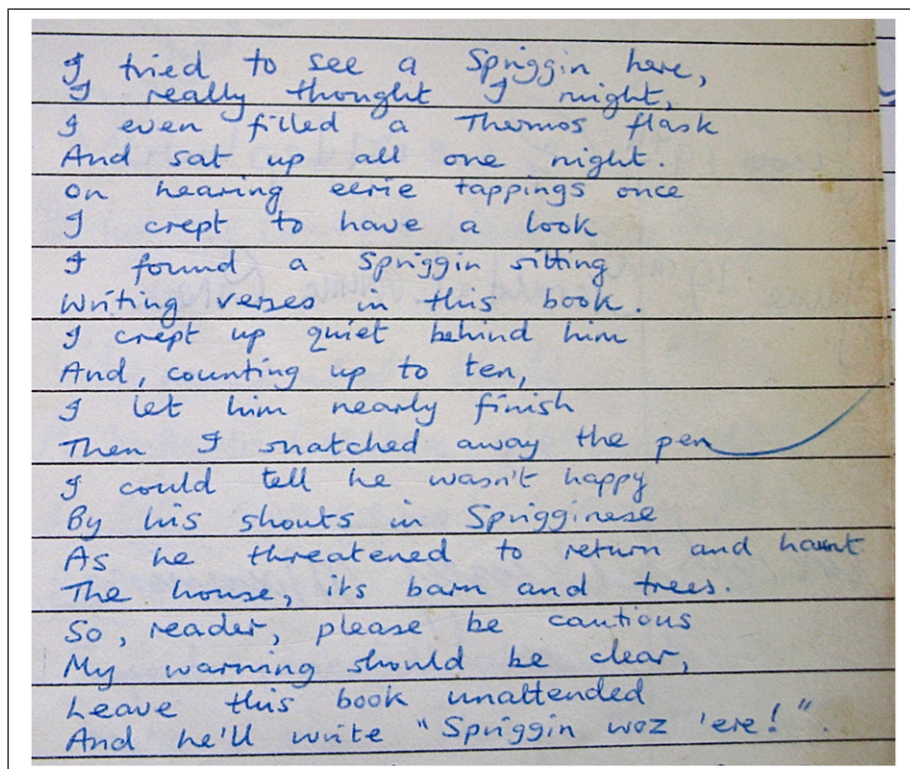 I tried to see a Spriggin here,
I really thought I might,
I even filled a Thermos flask
And sat up all one night.
On hearing eerie tappings once
I crept to have a look
I found a Spriggin sitting
Writing verses in this book.
I crept up quiet behind him
And, counting up to ten,
I let him nearly finish
Then I snatched away the pen
I could tell he wasn't happy
By his shouts in Sprigginese
As he threatened to return and haunt
The house, its barn and trees.
So, reader, please be cautious
My warning should be clear,
Leave this book unattended
And he'll write "Spriggin woz 'ere!".